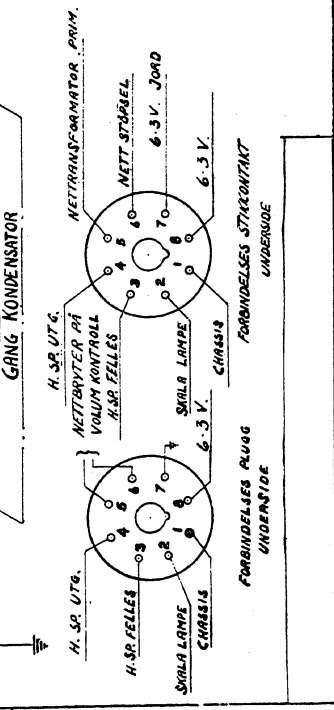 GANG KONDENSATOR
H. SP. UTG.
NETTBRYTER PÅ
VOLUM KONTROLL
H. SP. FELLES
SKALA LAMPE
CHASSIS
NETTRANSFORMATOR PRIM.
NETT STÖPSEL
6.3 V. JORD
6.3 V.
1 2 3 4 5 6 7 8
FORBINDELSES STIKKONTAKT
UNDERSIDE
H. SP. UTG.
H. SP. FELLES
SKALA LAMPE
CHASSIS
6.3 V.
1 2 3 4 5 6 7 8
FORBINDELSES PLUGG
UNDERSIDE